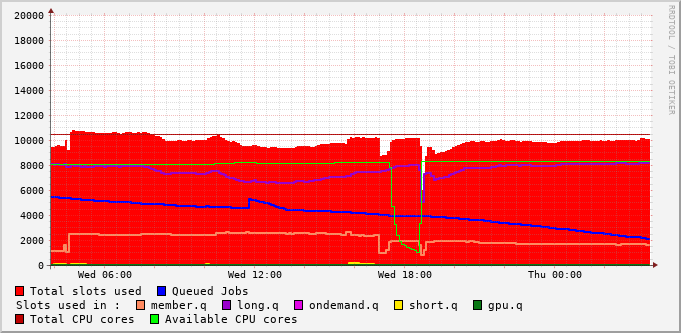 20000
18000
16000
14000
12000
10000
8000
6000
4000
2000
0
Wed 06:00 Wed 12:00 Wed 18:00 Thu 00:00
RRDTOOL / TOBI OETIKER
Total slots used Queued Jobs
Slots used in : member.q long.q ondemand.q short.q gpu.q
Total CPU cores Available CPU cores